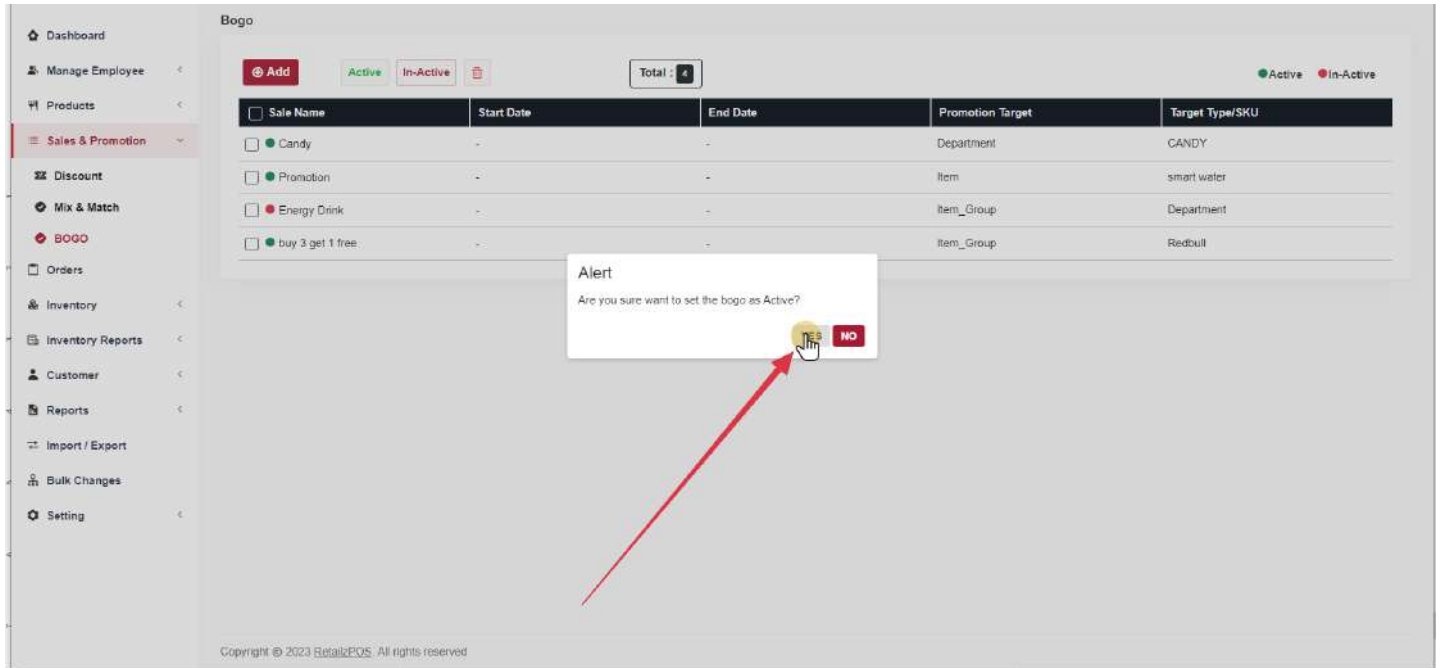 Bogo
Dashboard
Manage Employee
Products
Sales & Promotion
Discount
Mix & Match
BOGO
Orders
Inventory
Inventory Reports
Customer
Reports
Import / Export
Bulk Changes
Setting
Add Active In-Active Total : 4 Active In-Active
Sale Name Start Date End Date Promotion Target Target Type/SKU
Candy - - Department CANDY
Promotion - - Item smart water
Energy Drink - - Item_Group Department
buy 3 get 1 free - - Item_Group Redbull
Alert
Are you sure want to set the bogo as Active?
YES NO
Copyright © 2023 RetailzPOS. All rights reserved